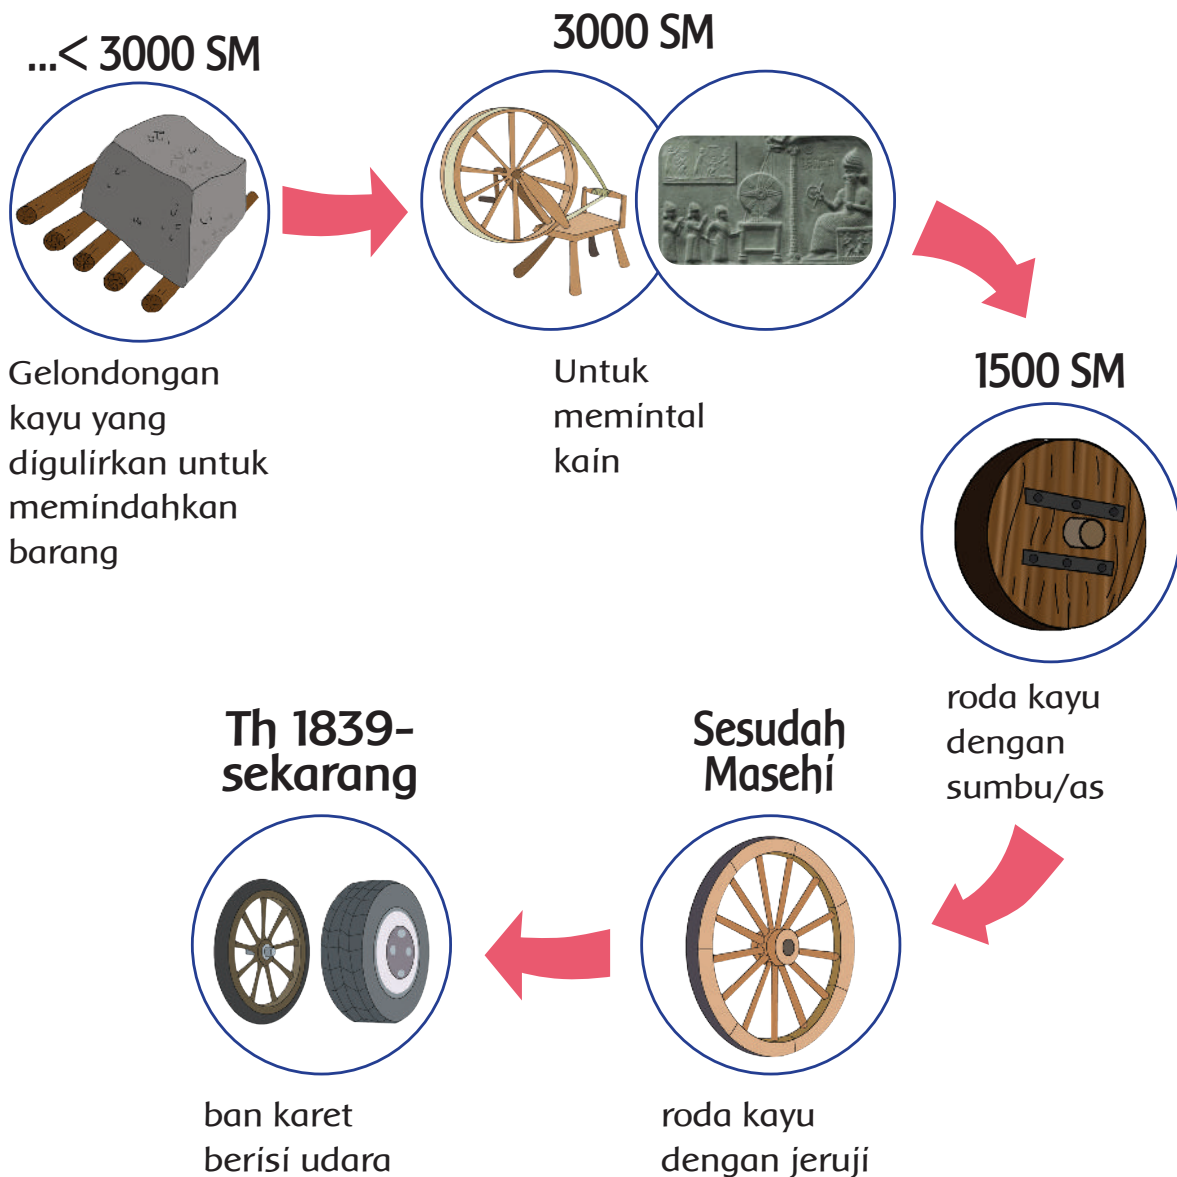 ...< 3000 SM
Gelondongan
kayu yang
digulirkan untuk
memindahkan
barang
3000 SM
Untuk
memintal
kain
1500 SM
roda kayu
dengan
sumbu/as
Sesudah
Masehi
roda kayu
dengan jeruji
Th 1839-
sekarang
ban karet
berisi udara